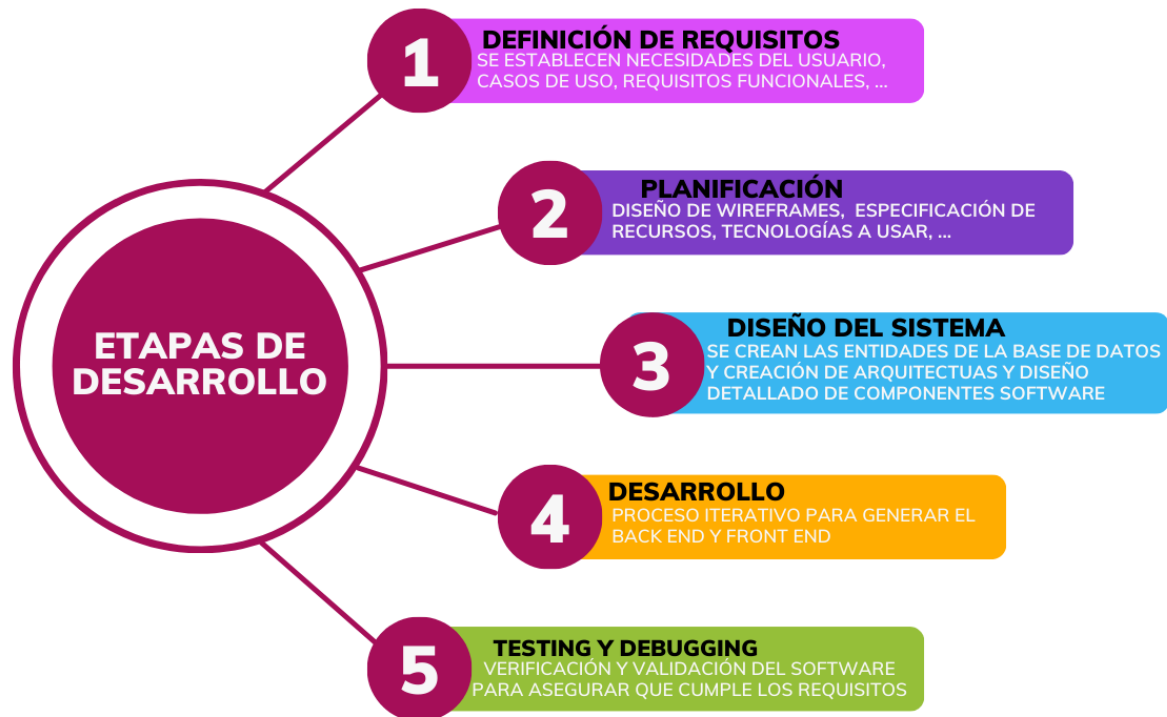 ETAPAS DE
DESARROLLO
1
DEFINICIÓN DE REQUISITOS
SE ESTABLECEN NECESIDADES DEL USUARIO,
CASOS DE USO, REQUISITOS FUNCIONALES, ...
2
PLANIFICACIÓN
DISEÑO DE WIREFRAMES, ESPECIFICACIÓN DE
RECURSOS, TECNOLOGÍAS A USAR, ...
3
DISEÑO DEL SISTEMA
SE CREAN LAS ENTIDADES DE LA BASE DE DATOS
Y CREACIÓN DE ARQUITECTUAS Y DISEÑO
DETALLADO DE COMPONENTES SOFTWARE
4
DESARROLLO
PROCESO ITERATIVO PARA GENERAR EL
BACK END Y FRONT END
5
TESTING Y DEBUGGING
VERIFICACIÓN Y VALIDACIÓN DEL SOFTWARE
PARA ASEGURAR QUE CUMPLE LOS REQUISITOS